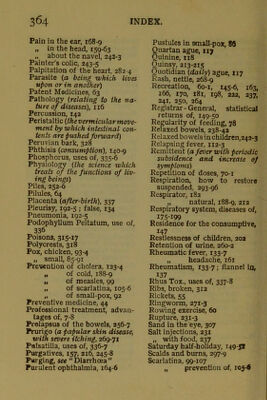 364 INDEX.
Pain in the ear, 168-9
„ in the head, 159-63
„ about the navel, 242-3
Painter's colic, 243-5
Palpitation of the heart, 282-4
Parasite (a being which lives
upon or in another)
Patent Medicines, 63
Pathology (relating to the na-
ture of diseases), 116
Percussion, 142
Peristaltic (the vermicular move-
ment by which intestinal con-
tents are pushed forward)
Peruvian bark, 328
Phthisis (consumption), 140-9
Phosphorus, uses of, 335-6
Physiology (the science which
treats of the functions of liv-
ing beings)
Piles, 252-6
Pilules, 64
Placenta (after-birth), 337
Pleurisy, 192-5; false, 134
Pneumonia, 192-5
Podophyllum Peltatum, use of,
336
Poisons, 215-17
Polycrests, 318
Pox, chicken, 93-4
„ small, 85-91
Prevention of cholera, 123-4
„ of cold, 188-9
„ of measles, 99
„ of scarlatina, 105-6
„ of small-pox, 92
Preventive medicine, 44
Professional treatment, advan-
tages of, 7-8
Prolapsus of the bowels, 256-7
Prurigo (a papular skin disease,
with severe itching, 269-71
Pulsatilla, uses of, 336-7
Purgatives, 157, 216, 245-8
Purging, see "Diarrhœa"
Purulent ophthalmia, 164-6
Pustules in small-pox, 86
Quartan ague, 117
Quinine, 118
Quinsy, 213-215
Quotidian (daily) ague, 117
Rash, nettle, 268-9
Recreation, 60-1, 145-6, 163,
166, 170, 181, 198, 222, 237,
241, 250, 264
Registrar-General, statistical
returns of, 149-50
Regularity of feeding, 78
Relaxed bowels, 238-42
Relaxed bowels in children, 242-3
Relapsing fever, 112-3
Remittent (a fever with periodic
subsidence and increase of
symptoms)
Repetition of doses, 70-1
Respiration, how to restore
suspended, 293-96
Respirator, 182
„ natural, 188-9, 212
Respiratory system, diseases of,
175-199
Residence for the consumptive,
147
Restlessness of children, 202
Retention of urine, 260-2
Rheumatic fever, 133-7
„ headache, 161
Rheumatism, 133-7; flannel in,
137
Rhus Tox., uses of, 337-8
Ribs, broken, 312
Rickets, 55
Ringworm, 271-3
Rowing exercise, 60
Rupture, 231-3
Sand in the eye, 307
Salt injections, 231
„ with food, 237
Saturday half-holiday, 149-51
Scalds and burns, 297-9
Scarlatina, 99-107
„ prevention of, 105-6